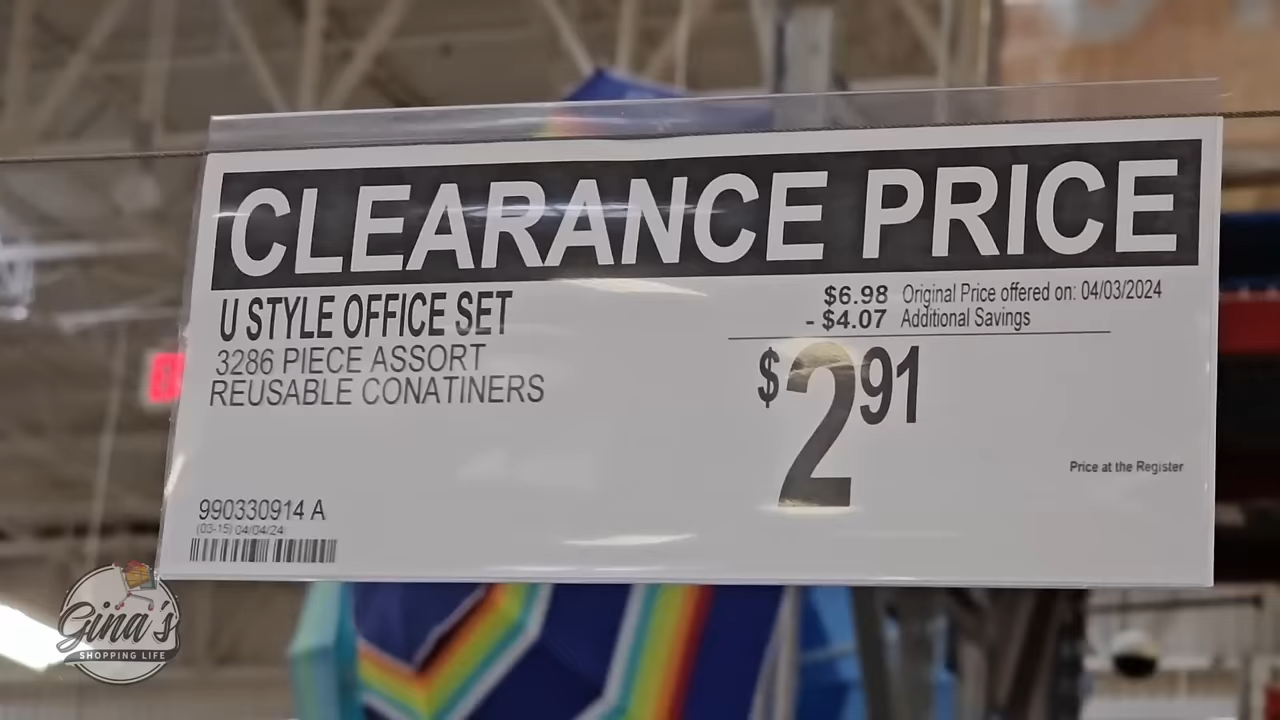 CLEARANCE PRICE
U STYLE OFFICE SET
3286 PIECE ASSORT
REUSABLE CONATINERS
$6.98 Original Price offered on: 04/03/2024
- $4.07 Additional Savings
$2 91
Price at the Register
990330914 A
(03-15) 04/04/24
Gina's
SHOPPING LIFE